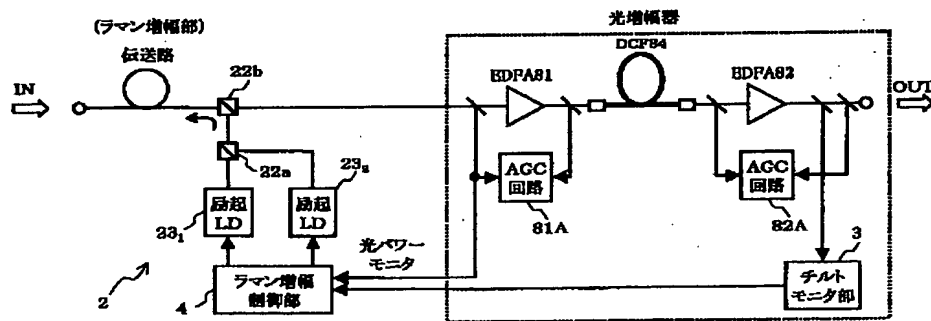 光増幅器
(ラマン増幅部)
伝送路
DCF84
22b
EDFA81
EDFA82
IN
OUT
22a
23₂
AGC
回路
AGC
回路
励起
LD
励起
LD
81A
82A
23₁
3
光パワー
モニタ
チルト
モニタ部
ラマン増幅
制御部
2
4